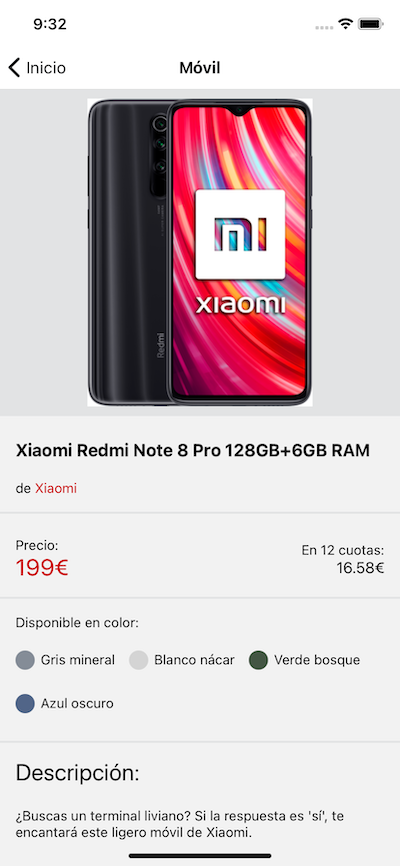 9:32
Inicio
Móvil
Redmi
xiaomi
Xiaomi Redmi Note 8 Pro 128GB+6GB RAM
de Xiaomi
Precio:
En 12 cuotas:
199€
16.58€
Disponible en color:
Gris mineral
Blanco nácar
Verde bosque
Azul oscuro
Descripción:
¿Buscas un terminal liviano? Si la respuesta es 'sí', te
encantará este ligero móvil de Xiaomi.